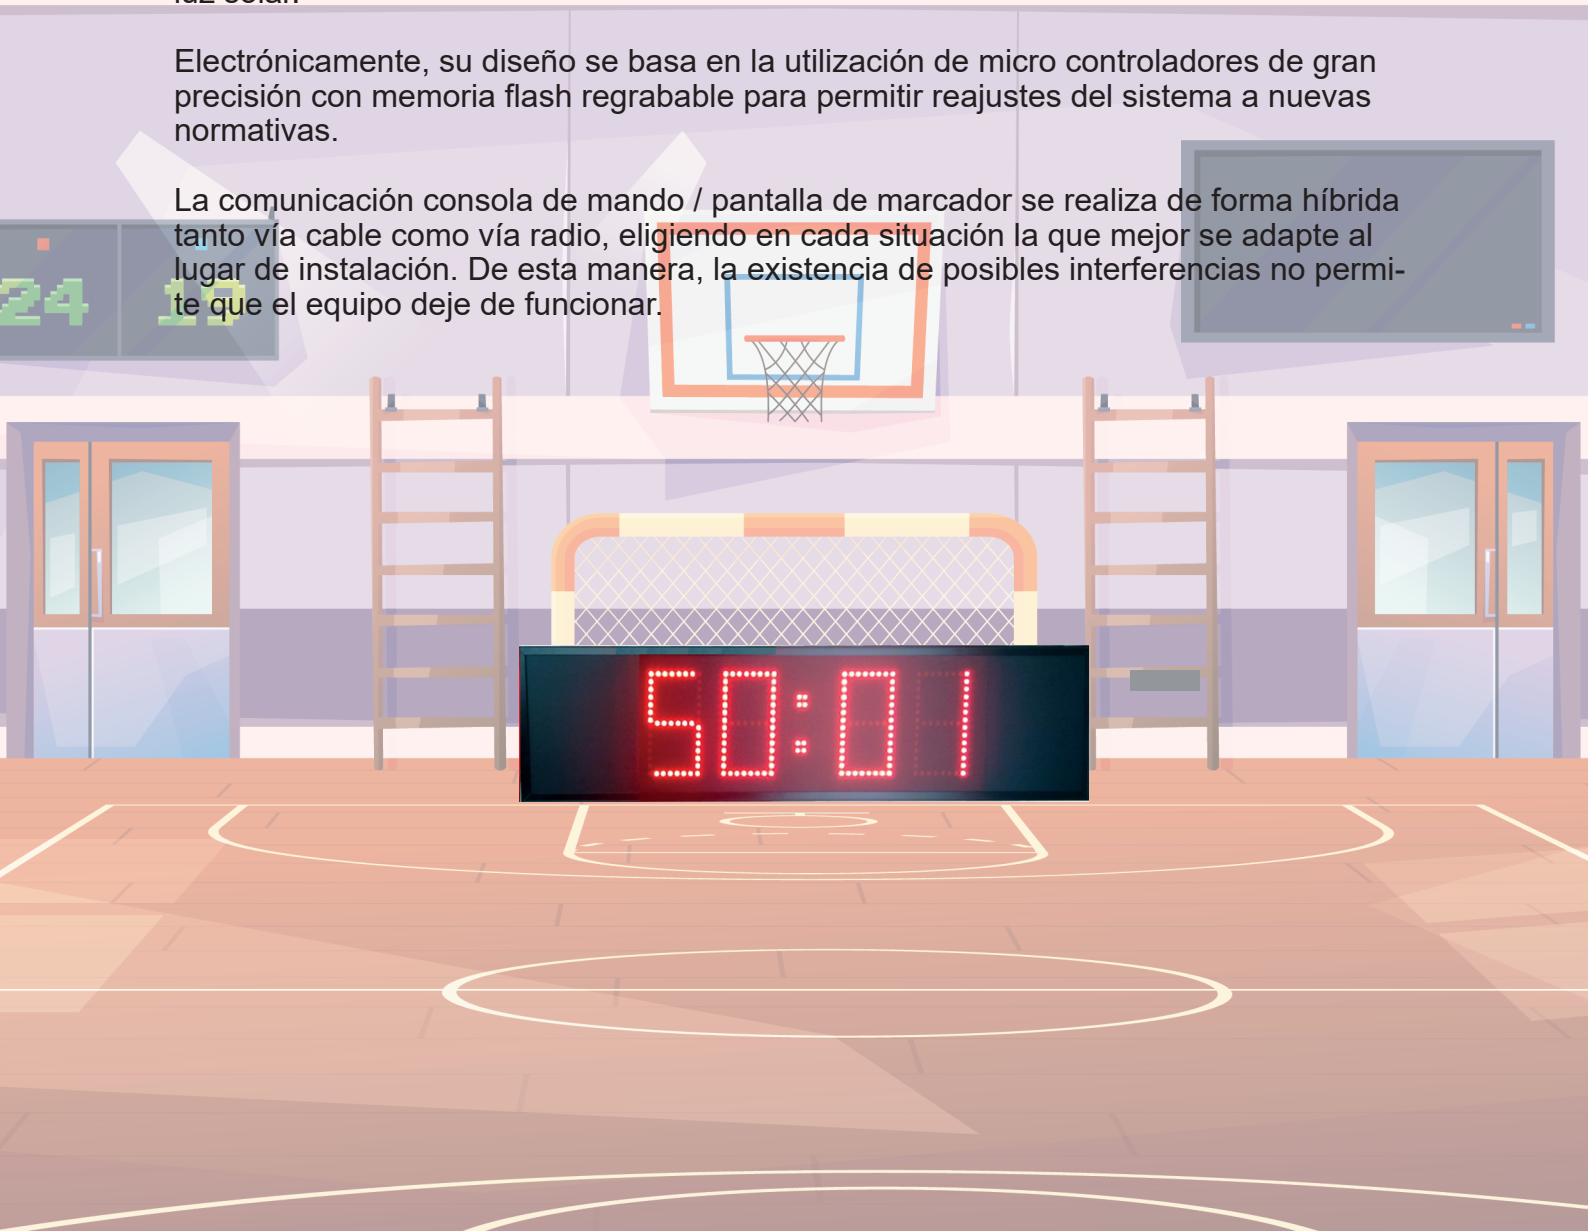 luz solar.
Electrónicamente, su diseño se basa en la utilización de micro controladores de gran
precisión con memoria flash regrabable para permitir reajustes del sistema a nuevas
normativas.
La comunicación consola de mando / pantalla de marcador se realiza de forma híbrida
tanto vía cable como vía radio, eligiendo en cada situación la que mejor se adapte al
lugar de instalación. De esta manera, la existencia de posibles interferencias no permi-
te que el equipo deje de funcionar.
24 19
50:01